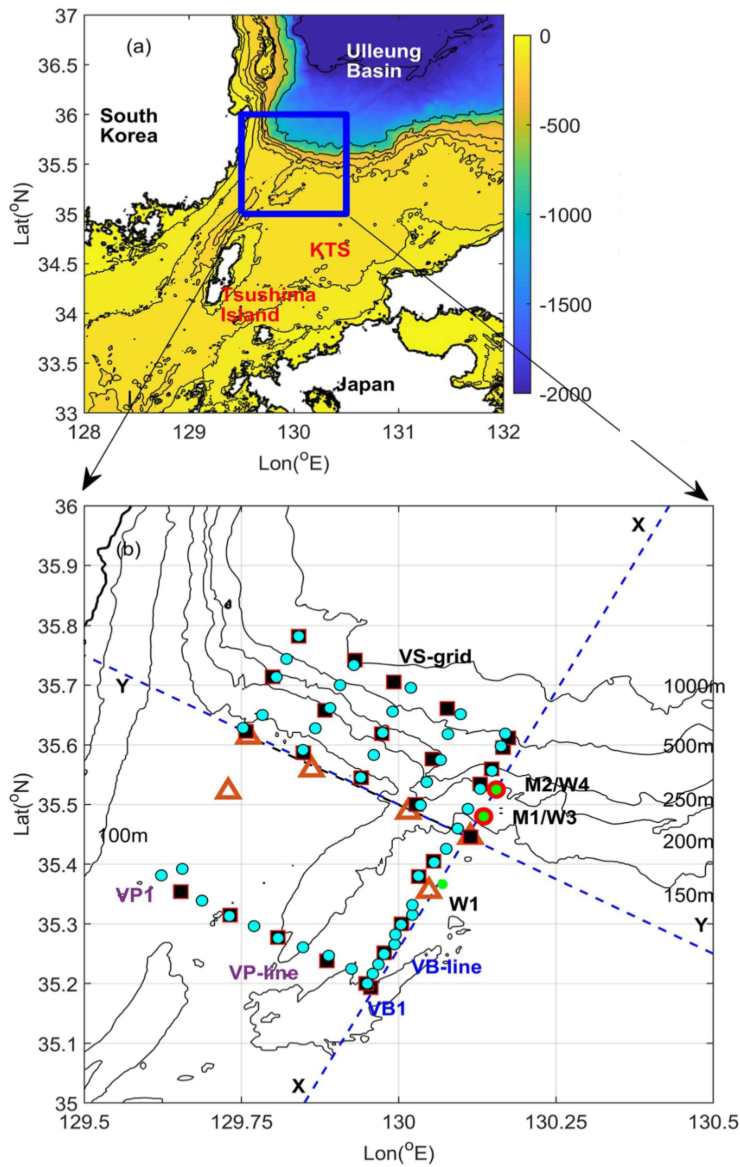 37
(a)
Ulleung
Basin
0
36.5
36
South
Korea
-500
35.5
Lat(°N)
35
-1000
KTS
34.5
Tsushima
Island
34
-1500
33.5
Japan
33
-2000
128
129
130
131
132
Lon(°E)
36
X
(b)
35.9
35.8
VS-grid
Y
35.7
1000m
500m
35.6
M2/W4
250m
35.5
Lat(°N)
M1/W3
200m
100m
35.4
150m
VP1
W1
Y
35.3
VP-line
VB-line
35.2
VB1
35.1
X
35
129.5
129.75
130
130.25
130.5
Lon(°E)